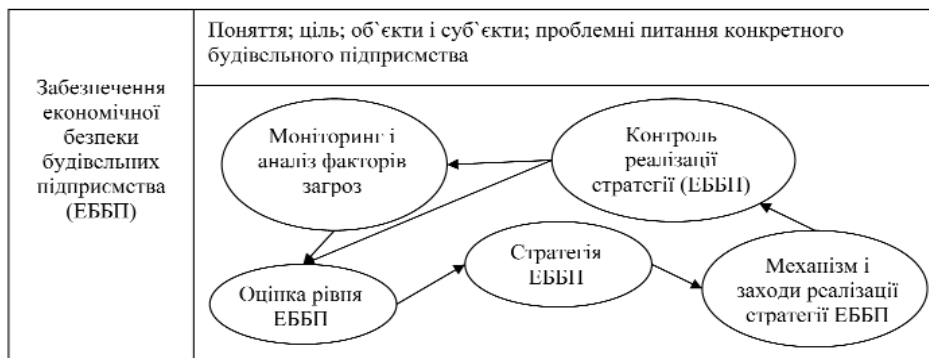 Забезпечення
економічної
безпеки
будівельних
підприємства
(ЕББП)
Поняття; ціль; об`єкти і суб`єкти; проблемні питання конкретного
будівельного підприємства
Моніторинг і
аналіз факторів
загроз
Контроль
реалізації
стратегії (ЕББП)
Оцінка рівня
ЕББП
Стратегія
ЕББП
Механізм і
заходи реалізації
стратегії ЕББП